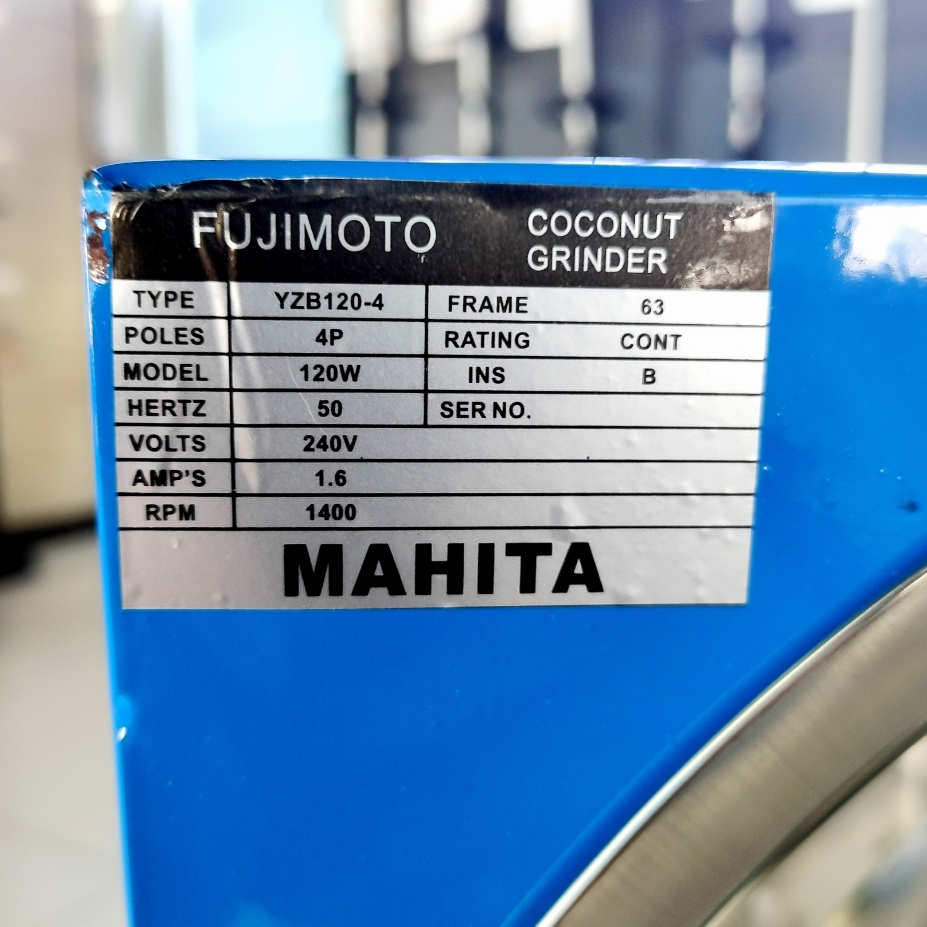 FUJIMOTO COCONUT
GRINDER
TYPE YZB120-4 FRAME 63
POLES 4P RATING CONT
MODEL 120W INS B
HERTZ 50 SER NO.
VOLTS 240V
AMP'S 1.6
RPM 1400
MAHITA